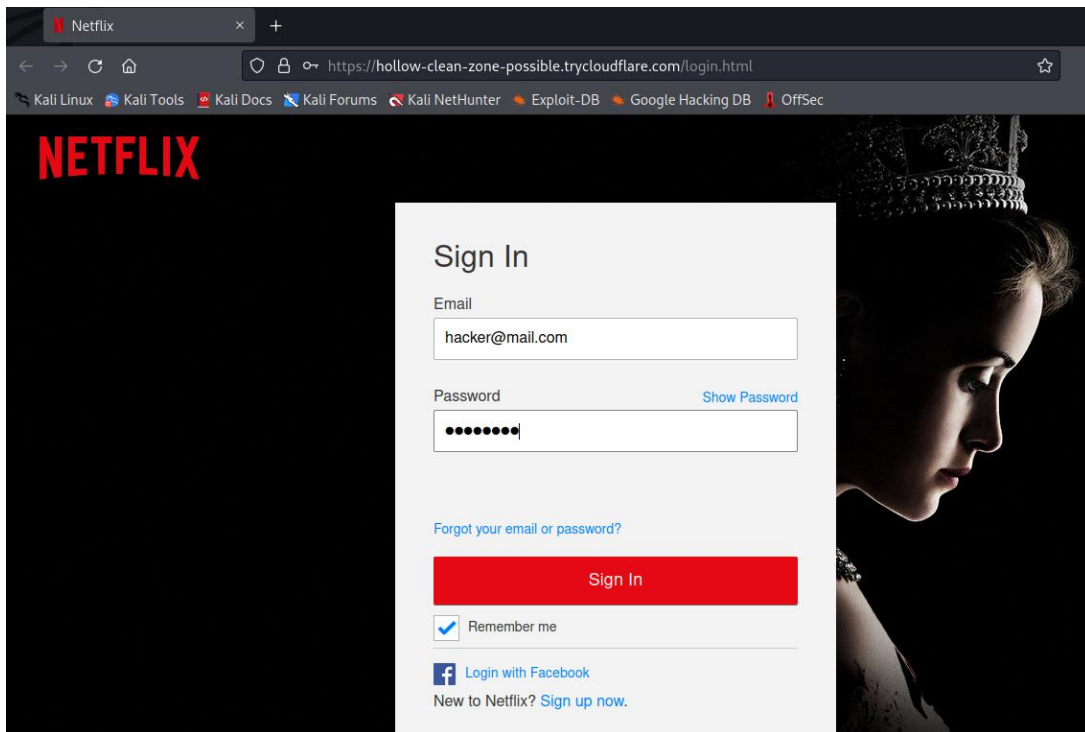 Netflix × +
https://hollow-clean-zone-possible.trycloudflare.com/login.html
Kali Linux Kali Tools Kali Docs Kali Forums Kali NetHunter Exploit-DB Google Hacking DB OffSec
NETFLIX
Sign In
Email
hacker@mail.com
Password Show Password
Forgot your email or password?
Sign In
Remember me
Login with Facebook
New to Netflix? Sign up now.